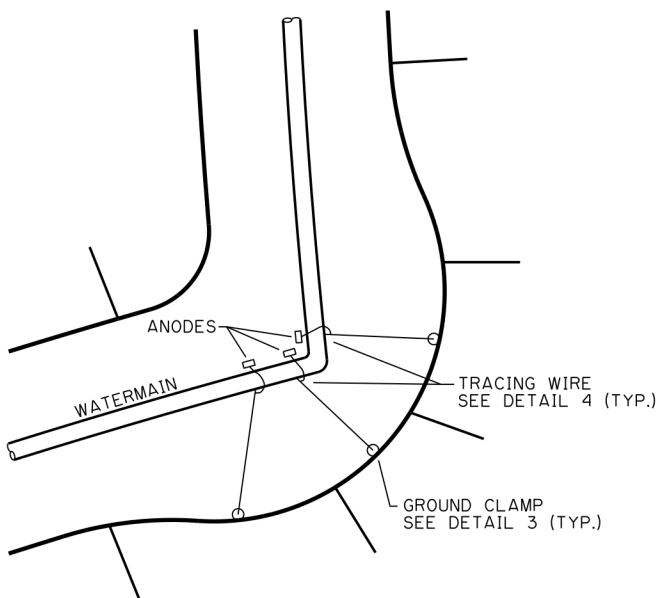 ANODES
WATERMAIN
TRACING WIRE
SEE DETAIL 4 (TYP.)
GROUND CLAMP
SEE DETAIL 3 (TYP.)